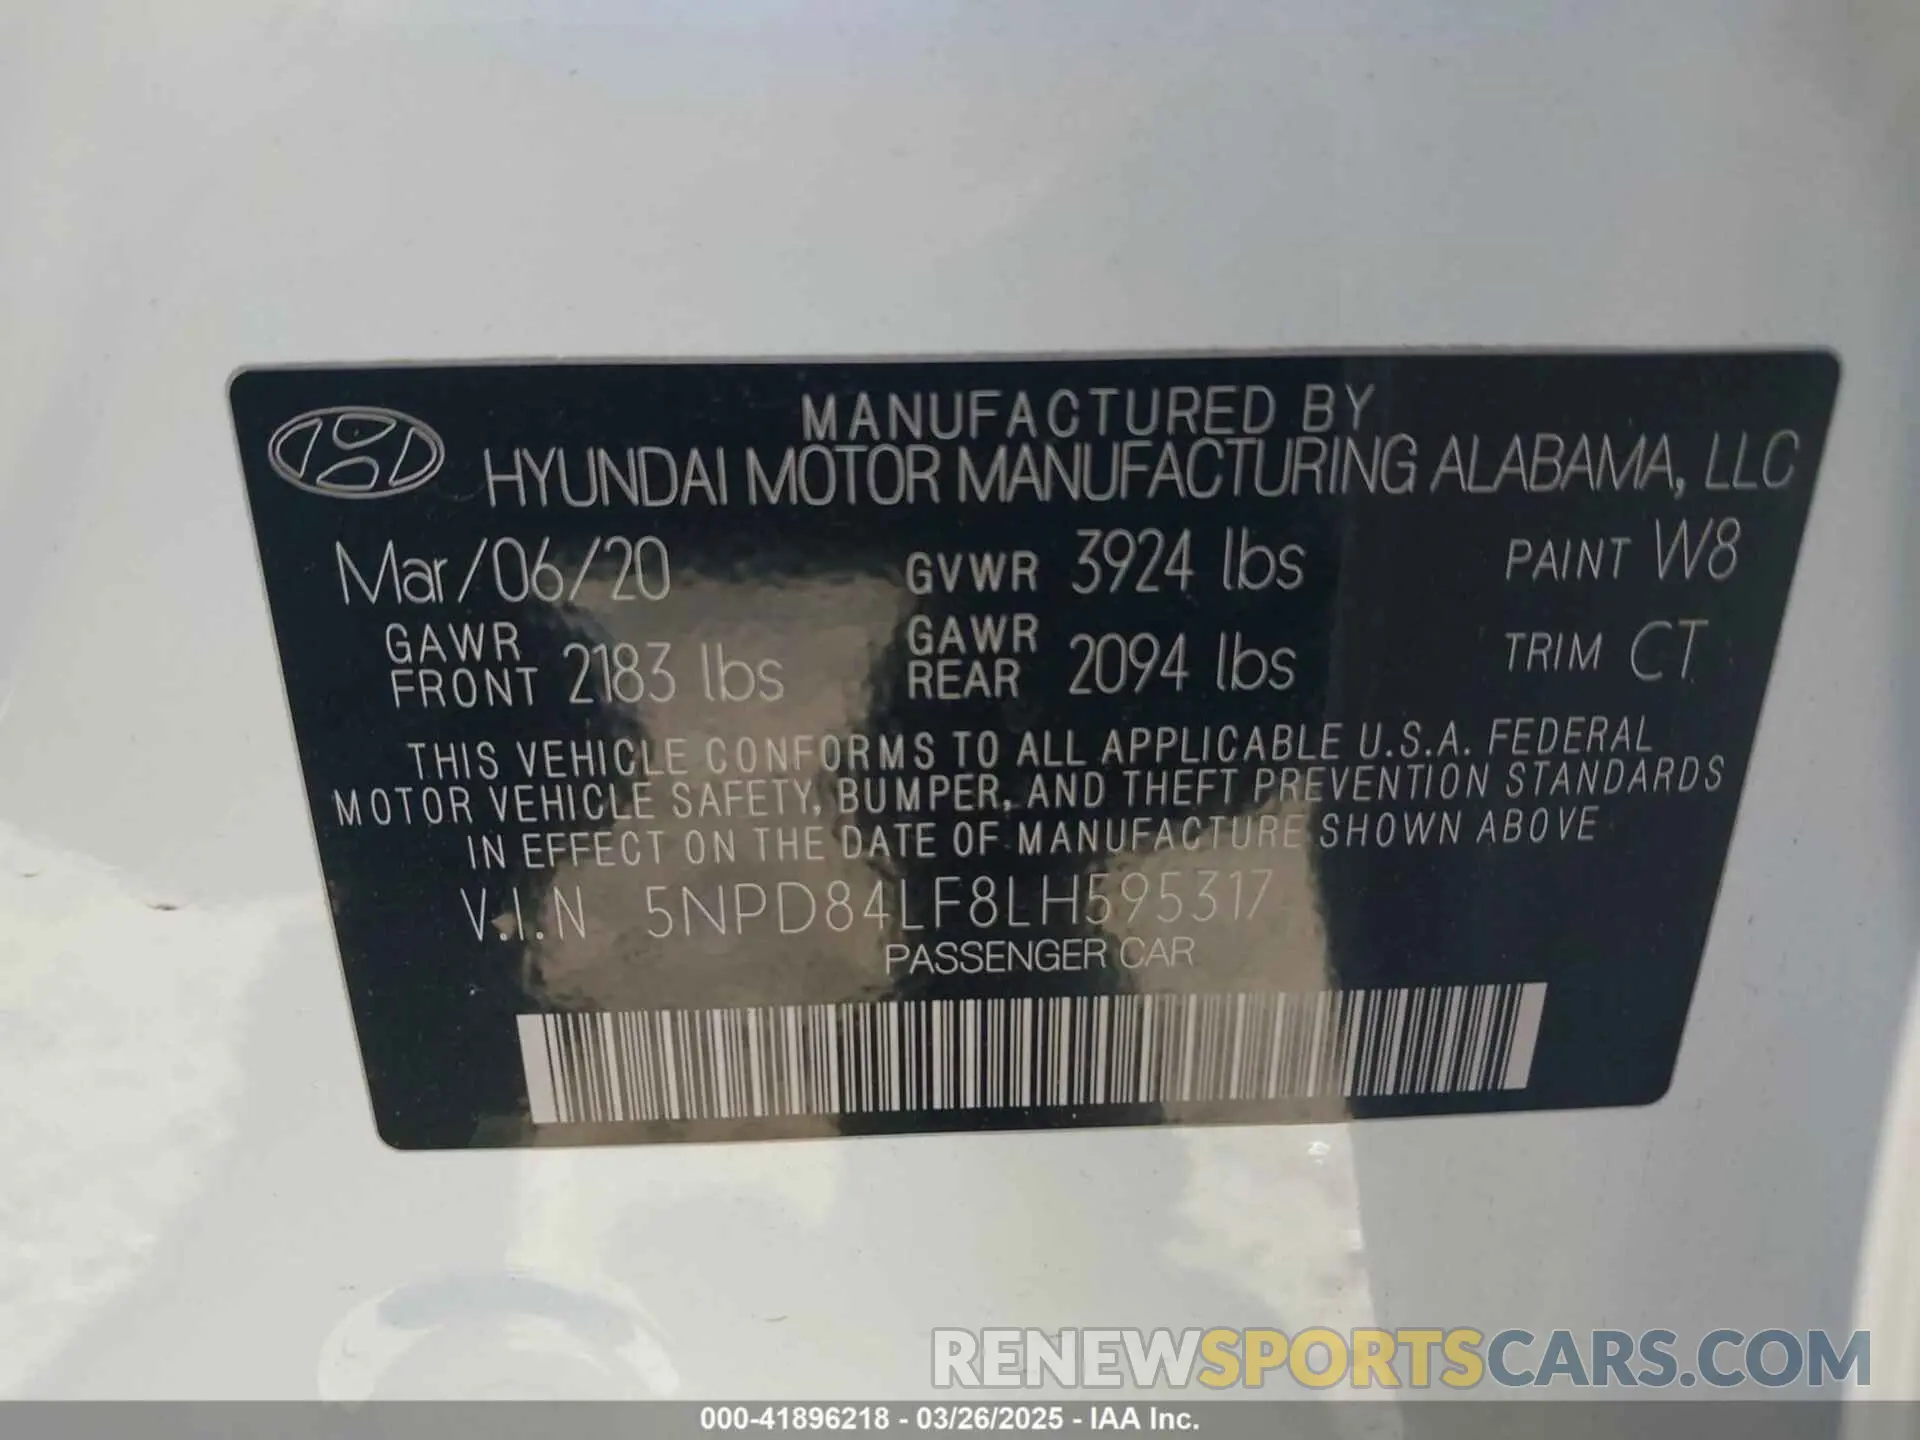 MANUFACTURED BY
HYUNDAI MOTOR MANUFACTURING ALABAMA, LLC
Mar/06/20 GVWR 3924 lbs PAINT W8
GAWR FRONT 2183 lbs GAWR REAR 2094 lbs TRIM CT
THIS VEHICLE CONFORMS TO ALL APPLICABLE U.S.A. FEDERAL
MOTOR VEHICLE SAFETY, BUMPER, AND THEFT PREVENTION STANDARDS
IN EFFECT ON THE DATE OF MANUFACTURE SHOWN ABOVE
V.I.N 5NPD84LF8LH595317
PASSENGER CAR
RENEWSPORTSCARS.COM
000-41896218 - 03/26/2025 - IAA Inc.